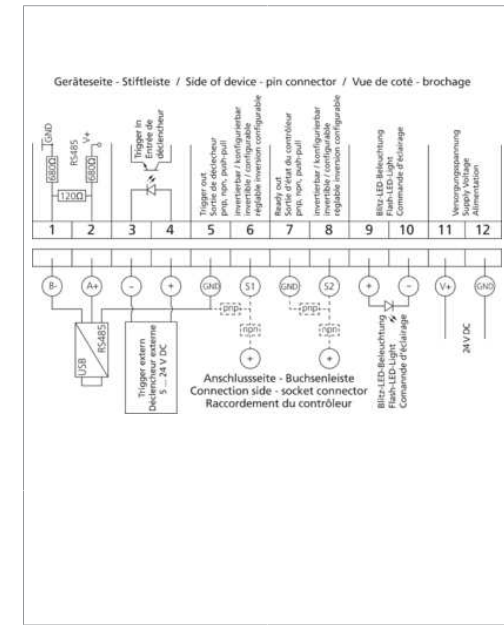 Geräteseite - Stiftleiste / Side of device - pin connector / Vue de coté - brochage
GND
680Ω
RS485
120Ω
V+
680Ω
Trigger in
Entrée de
déclencheur
Trigger out
Sortie de déclecheur
pnp, npn, push-pull
invertierbar / konfigurierbar
invertible / configurable
réglable inversion configurable
Ready out
Sortie d'état du contrôleur
pnp, npn, push-pull
invertierbar / konfigurierbar
invertible / configurable
réglable inversion configurable
Blitz-LED-Beleuchtung
Flash-LED-Light
Commande d'éclairage
Versorgungsspannung
Supply Voltage
Alimentation
1 2 3 4 5 6 7 8 9 10 11 12
B- A+ − + GND S1 GND S2 + − V+ GND
pnp
npn
+
pnp
npn
+
USB
RS485
Trigger extern
Déclencheur externe
5 ... 24 V DC
Blitz-LED-Beleuchtung
Flash-LED-Light
Comannde d'éclairage
24 V DC
Anschlussseite - Buchsenleiste
Connection side - socket connector
Raccordement du contrôleur